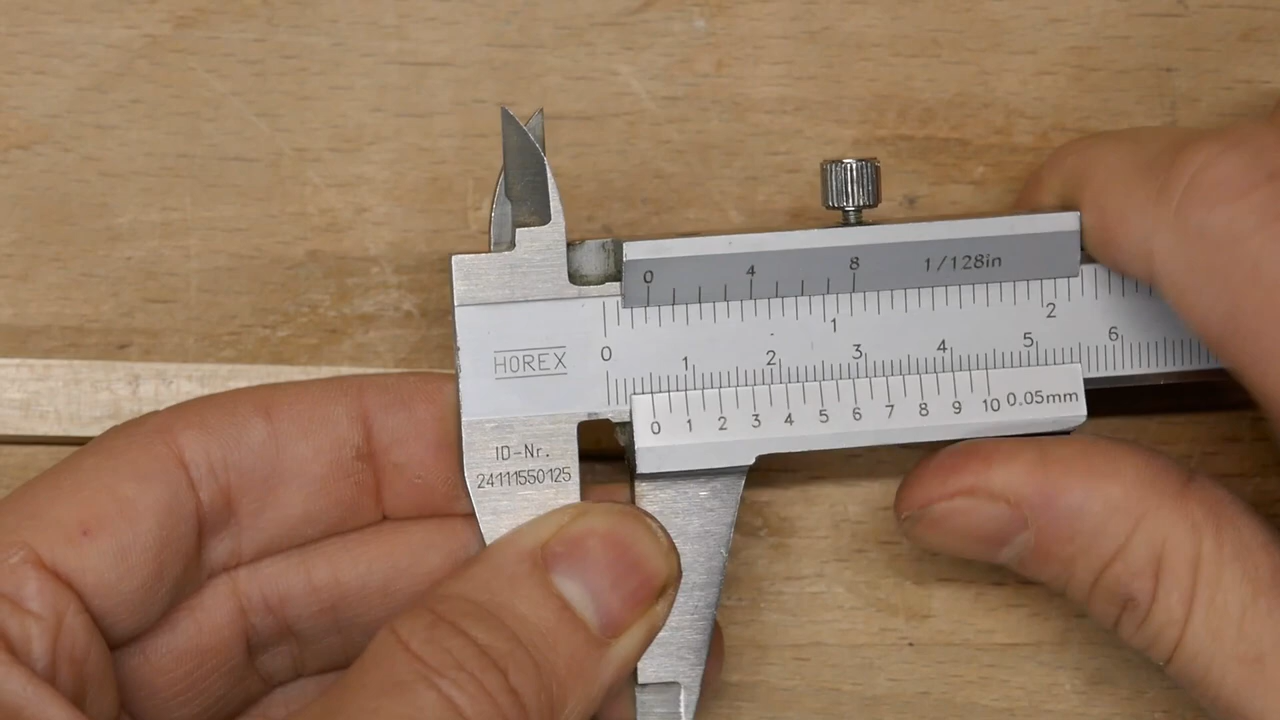 0 4 8 1/128in
1 2
HOREX
0 1 2 3 4 5 6
0 1 2 3 4 5 6 7 8 9 10 0.05mm
ID-Nr.
24111550125